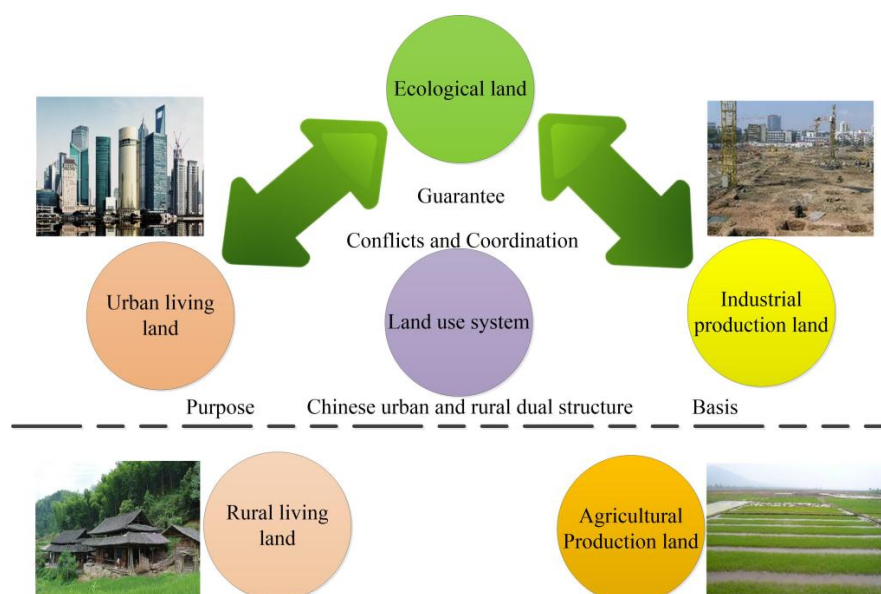 Ecological land
Guarantee
Conflicts and Coordination
Urban living
land
Land use system
Industrial
production land
Purpose
Chinese urban and rural dual structure
Basis
Rural living
land
Agricultural
Production land